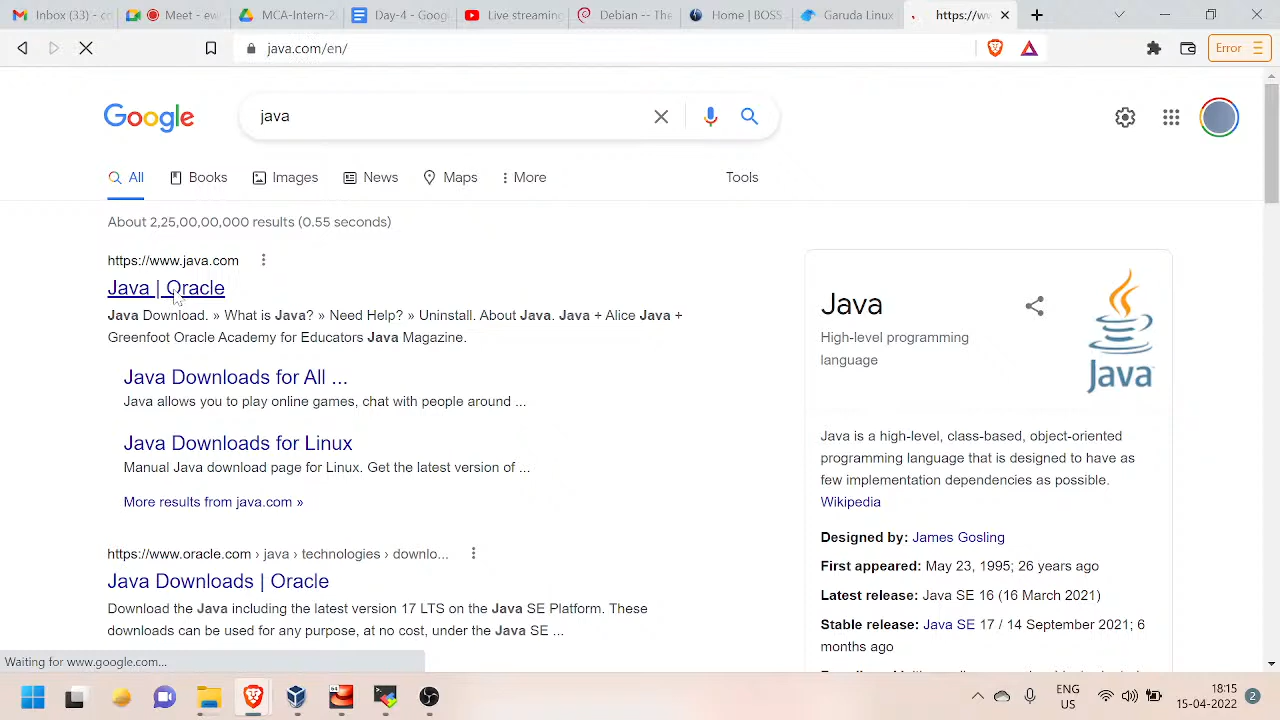 Inbox (33)
Meet - ew
MCA-Intern-2
Day-4 - Goog
Live streaming
Debian -- The
Home | BOSS
Garuda Linux
https://ww
java.com/en/
Error
Google
java
All
Books
Images
News
Maps
More
Tools
About 2,25,00,00,000 results (0.55 seconds)
https://www.java.com
Java | Oracle
Java Download. » What is Java? » Need Help? » Uninstall. About Java. Java + Alice Java +
Greenfoot Oracle Academy for Educators Java Magazine.
Java Downloads for All ...
Java allows you to play online games, chat with people around ...
Java Downloads for Linux
Manual Java download page for Linux. Get the latest version of ...
More results from java.com »
https://www.oracle.com › java › technologies › downlo...
Java Downloads | Oracle
Download the Java including the latest version 17 LTS on the Java SE Platform. These
downloads can be used for any purpose, at no cost, under the Java SE ...
Java
High-level programming
language
Java
Java is a high-level, class-based, object-oriented
programming language that is designed to have as
few implementation dependencies as possible.
Wikipedia
Designed by: James Gosling
First appeared: May 23, 1995; 26 years ago
Latest release: Java SE 16 (16 March 2021)
Stable release: Java SE 17 / 14 September 2021; 6
months ago
Waiting for www.google.com...
ENG
US
18:15
15-04-2022
2